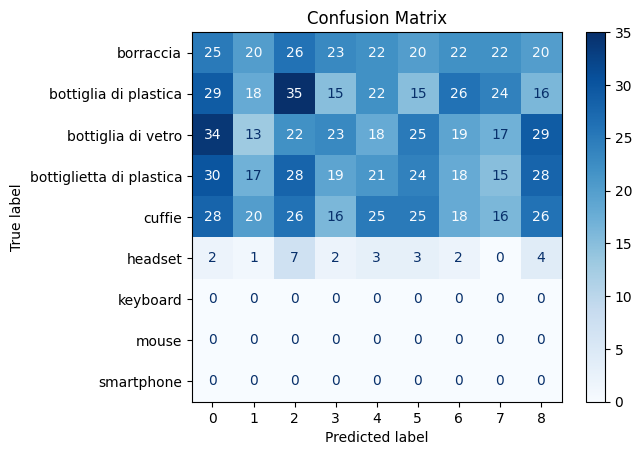 Confusion Matrix
borraccia 25 20 26 23 22 20 22 22 20
bottiglia di plastica 29 18 35 15 22 15 26 24 16
bottiglia di vetro 34 13 22 23 18 25 19 17 29
bottiglietta di plastica 30 17 28 19 21 24 18 15 28
cuffie 28 20 26 16 25 25 18 16 26
headset 2 1 7 2 3 3 2 0 4
keyboard 0 0 0 0 0 0 0 0 0
mouse 0 0 0 0 0 0 0 0 0
smartphone 0 0 0 0 0 0 0 0 0
0 1 2 3 4 5 6 7 8
Predicted label
True label
35
30
25
20
15
10
5
0